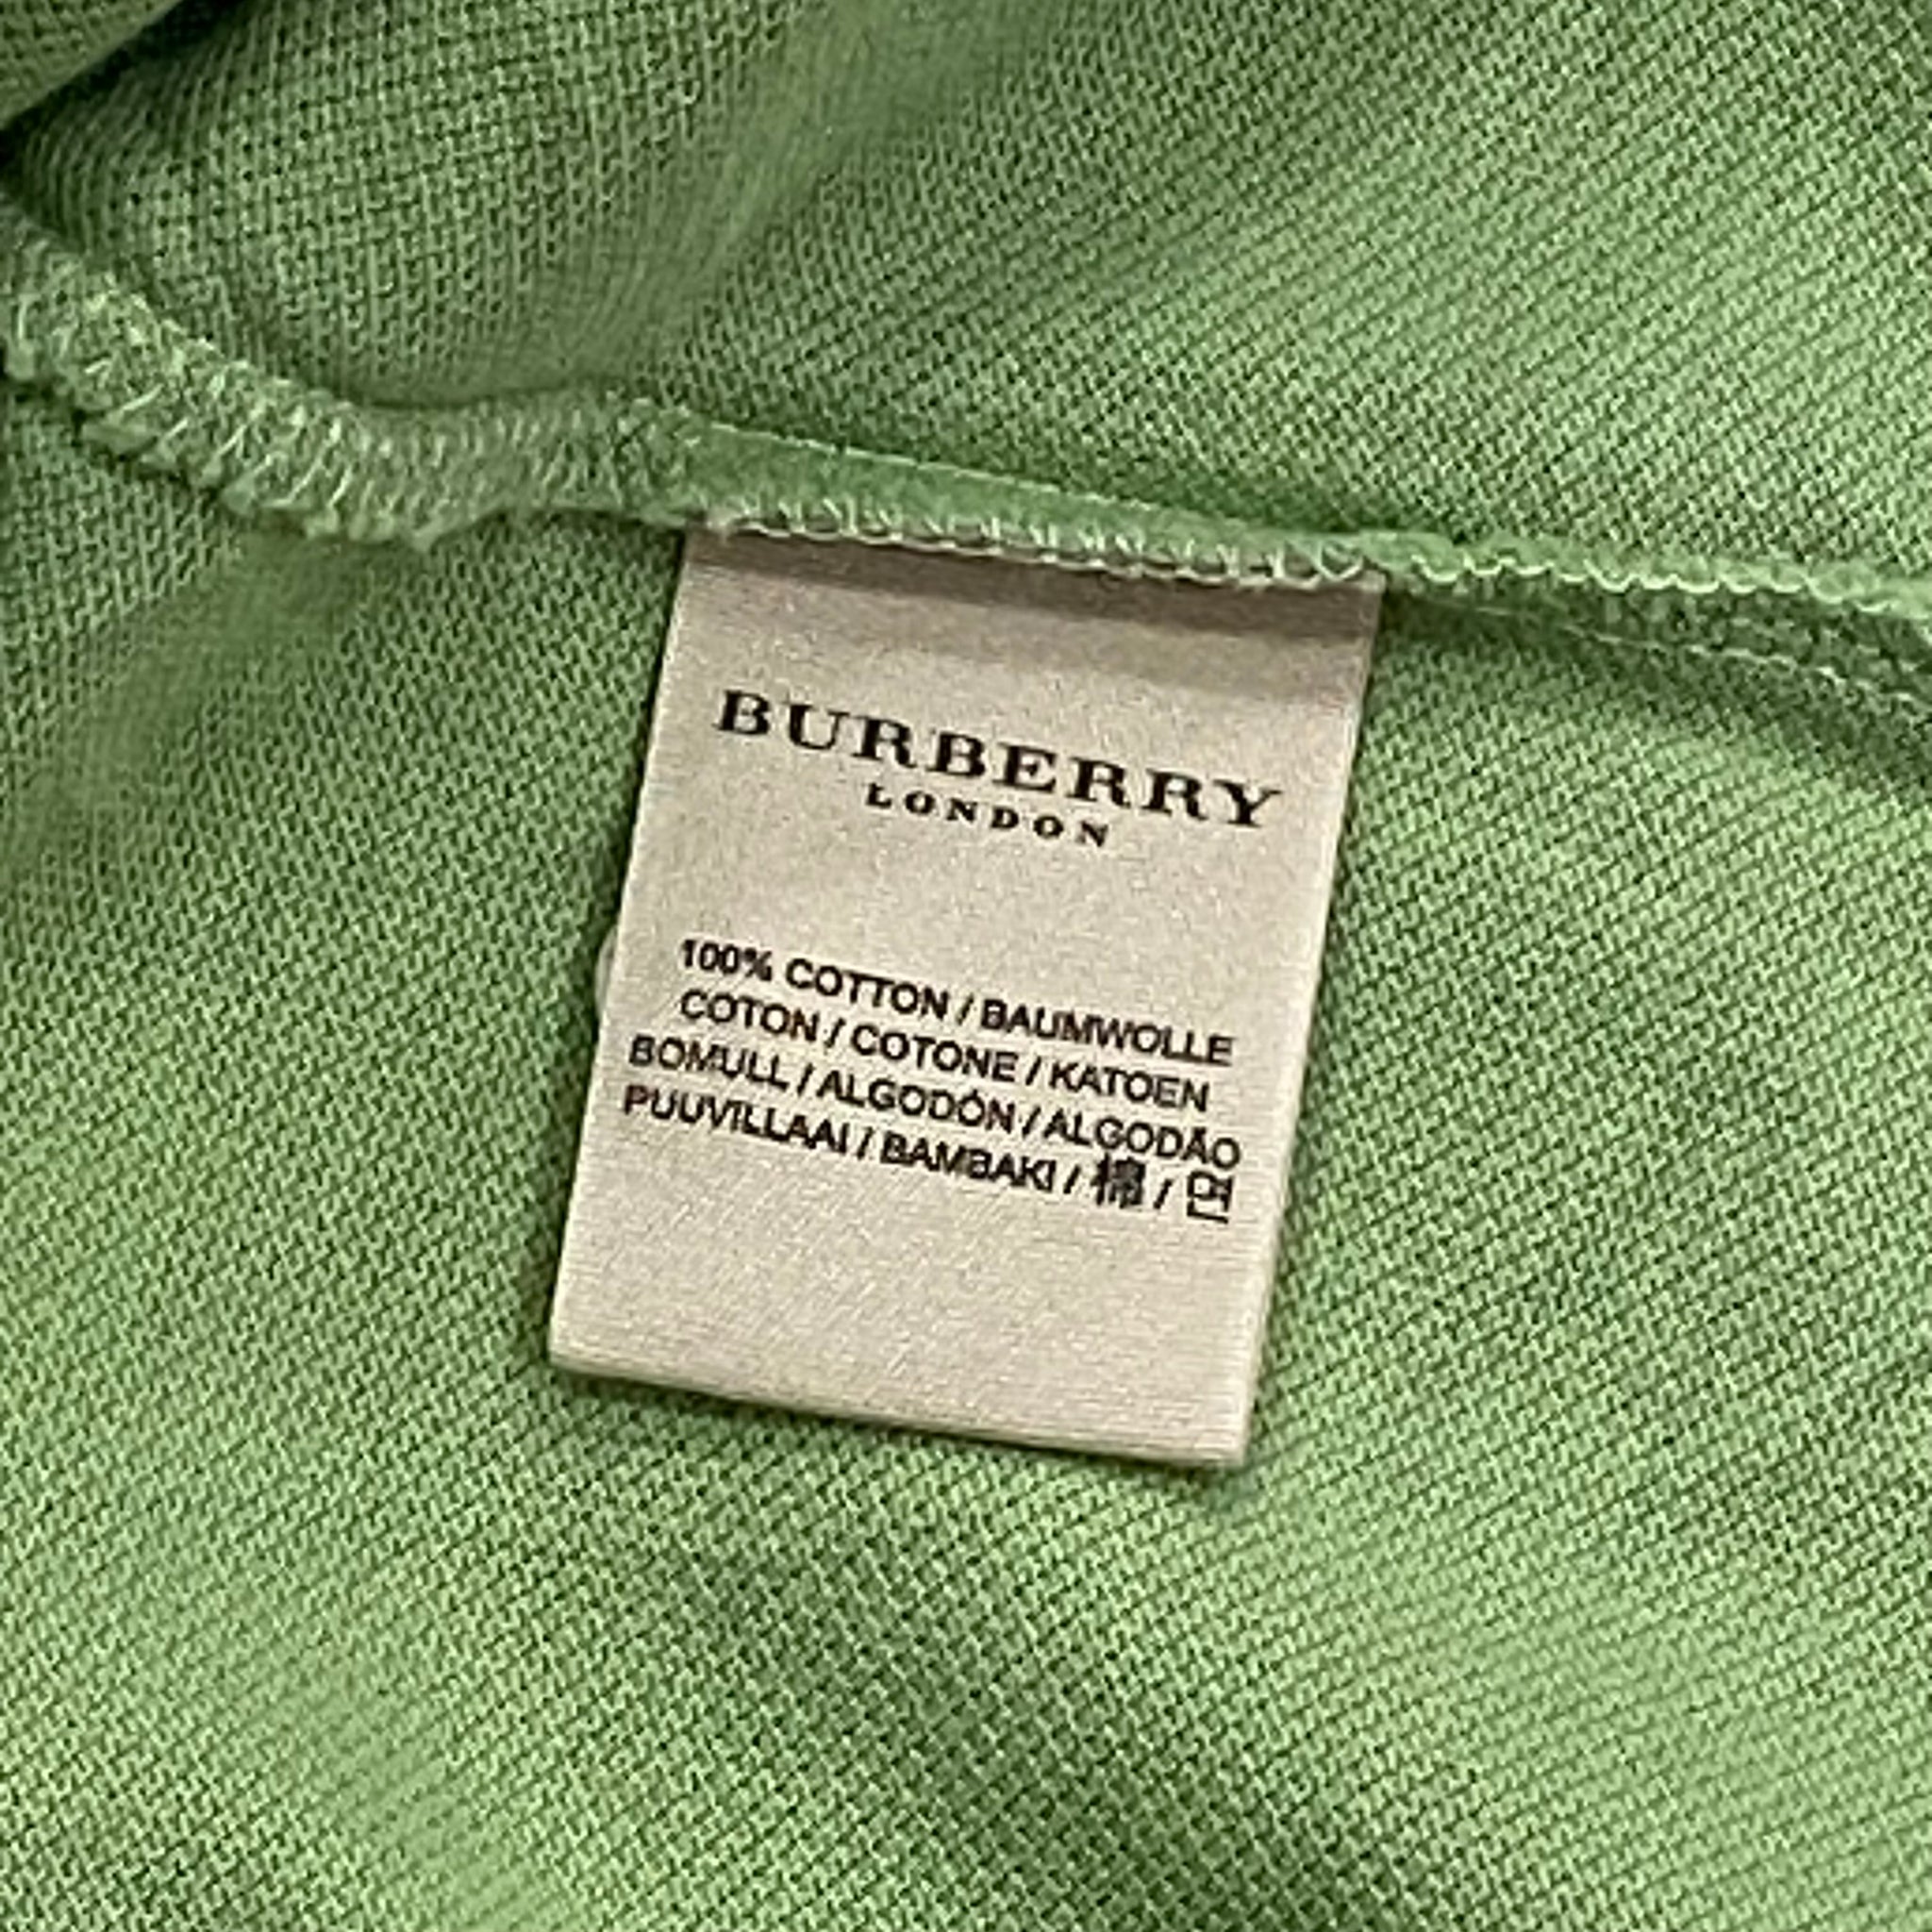 BURBERRY
LONDON
100% COTTON / BAUMWOLLE
COTON / COTONE / KATOEN
BOMULL / ALGODÓN / ALGODÃO
PUUVILLAAI / BAMBAKI / 棉 / 면